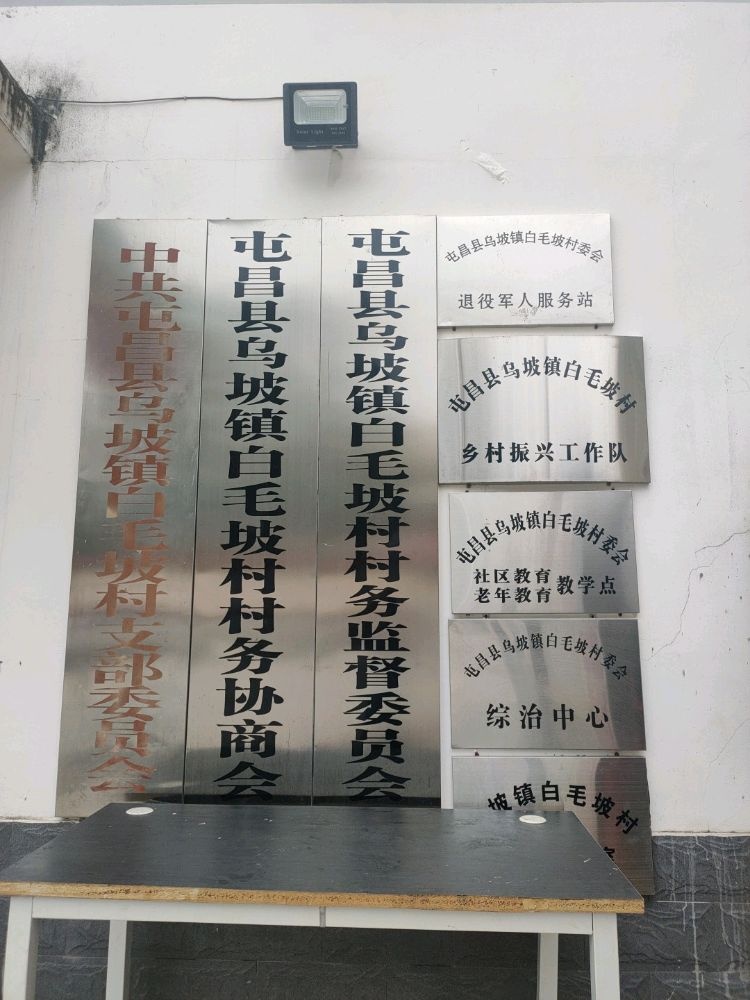 Solar Light
中共屯昌县乌坡镇白毛坡村支部委员会
屯昌县乌坡镇白毛坡村村务协商会
屯昌县乌坡镇白毛坡村村务监督委员会
屯昌县乌坡镇白毛坡村委会
退役军人服务站
屯昌县乌坡镇白毛坡村
乡村振兴工作队
屯昌县乌坡镇白毛坡村委会
社区教育
老年教育
教学点
屯昌县乌坡镇白毛坡村委会
综治中心
坡镇白毛坡村